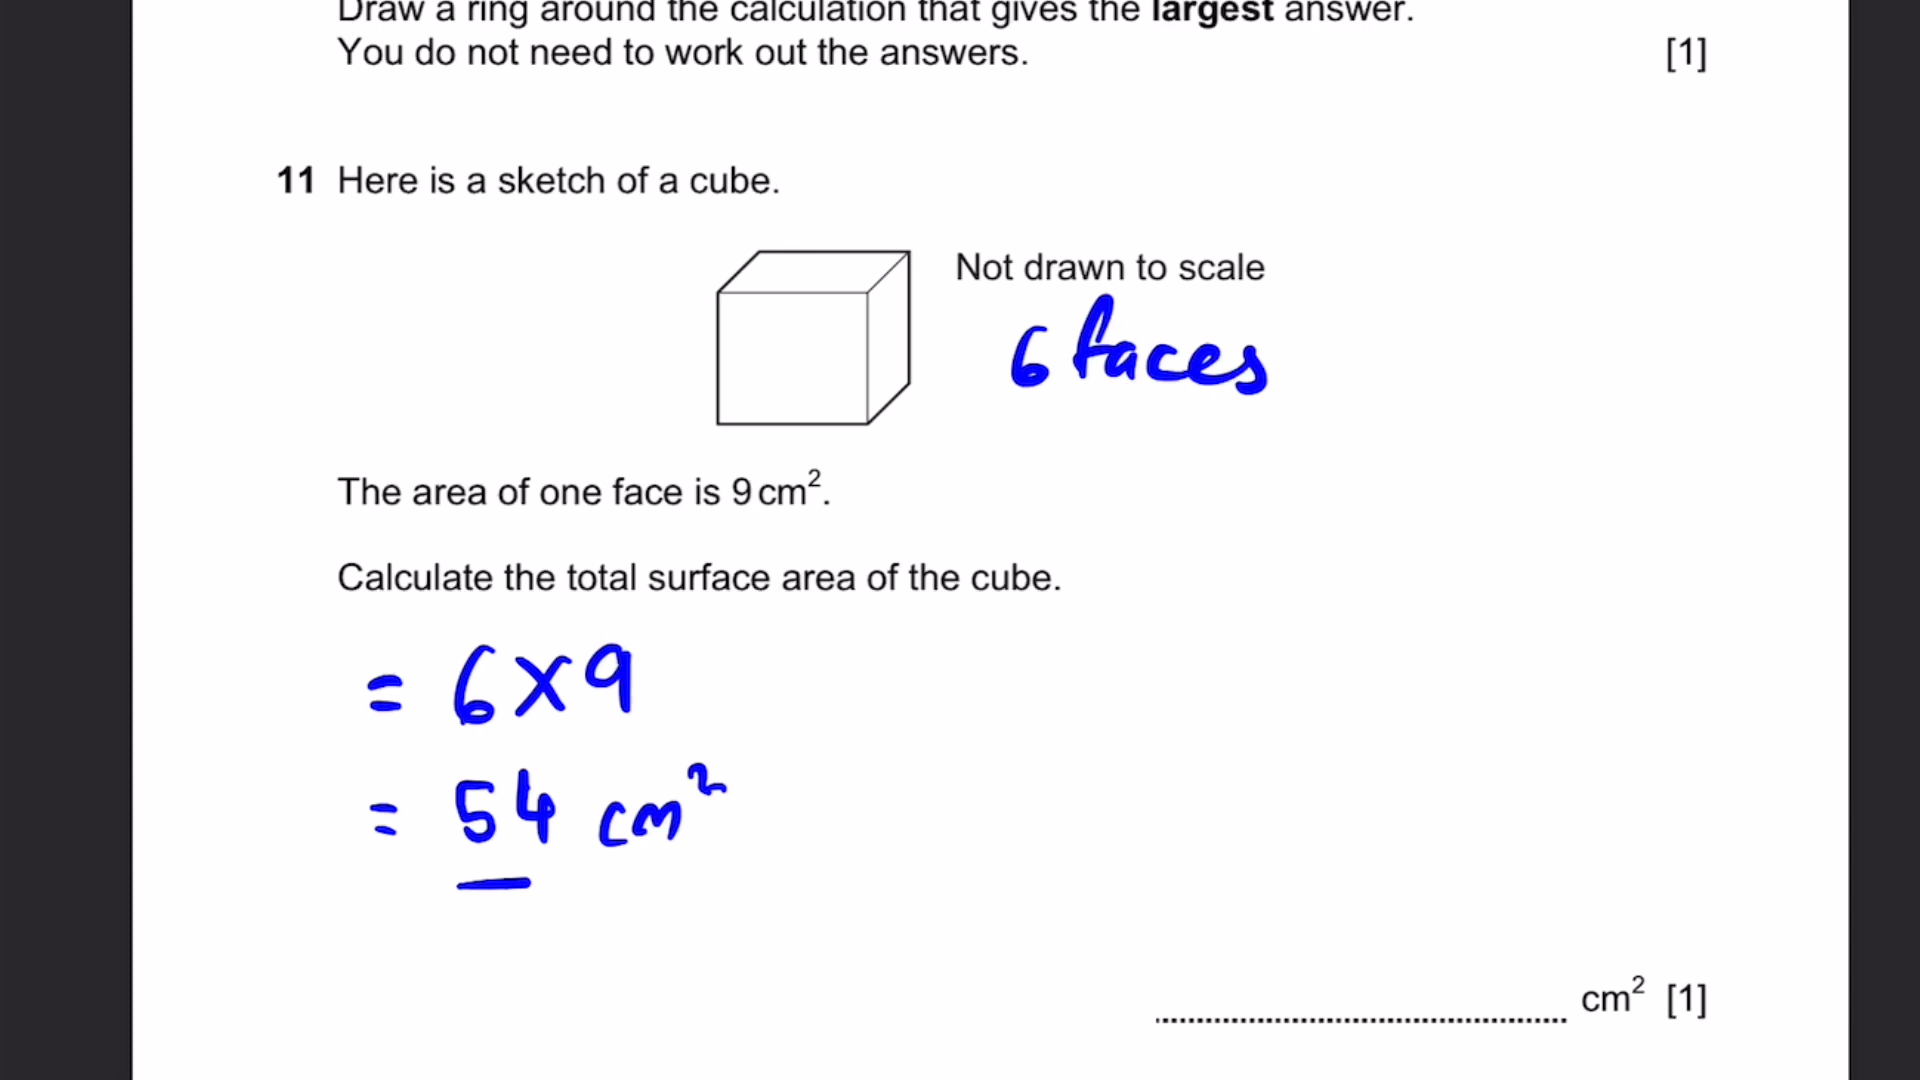 Draw a ring around the calculation that gives the largest answer.
You do not need to work out the answers. [1]
11 Here is a sketch of a cube.
Not drawn to scale
6 faces
The area of one face is 9 cm².
Calculate the total surface area of the cube.
= 6 × 9
= 54 cm²
.......................................... cm² [1]